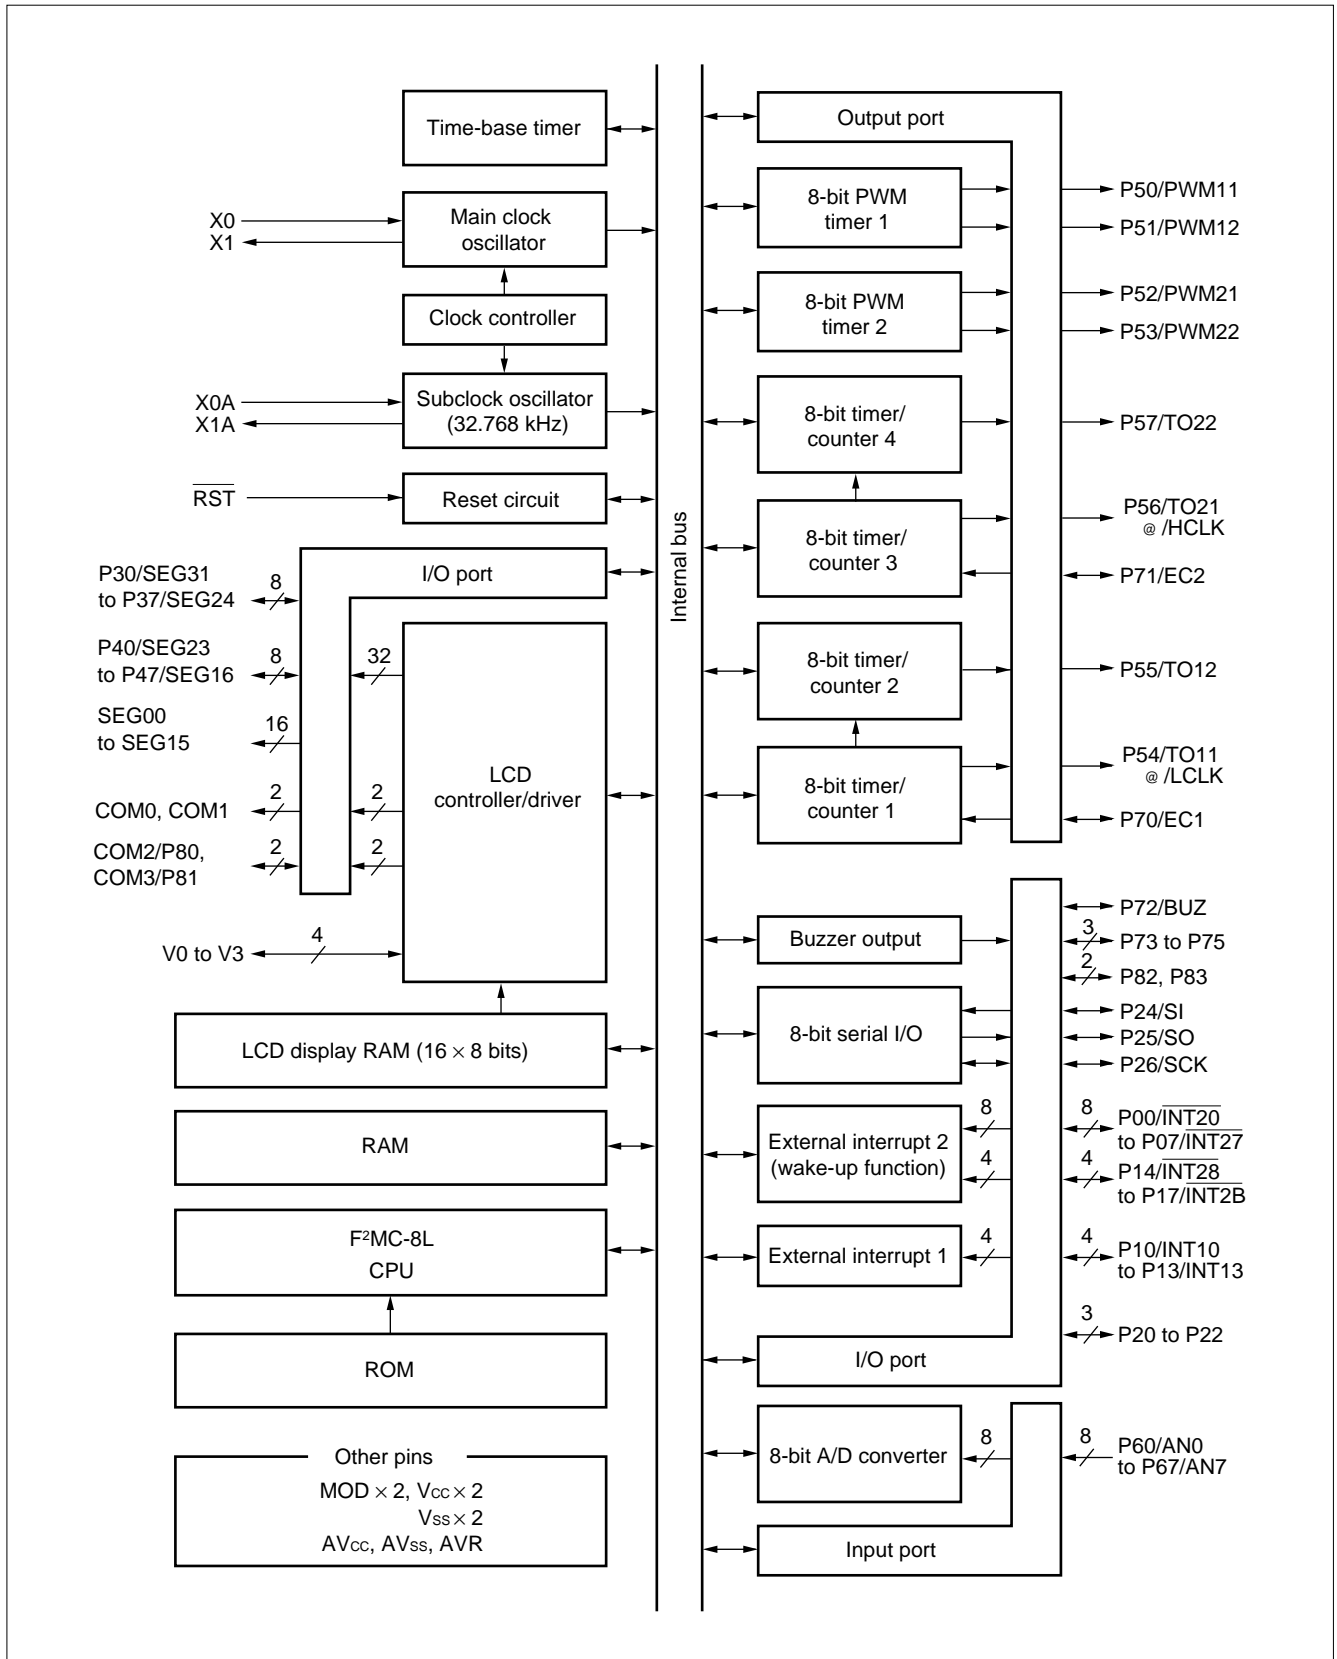 Time-base timer
X0
X1
Main clock
oscillator
Clock controller
X0A
X1A
Subclock oscillator
(32.768 kHz)
RST
Reset circuit
I/O port
P30/SEG31
to P37/SEG24
8
P40/SEG23
to P47/SEG16
8
32
SEG00
to SEG15
16
COM0, COM1
2
2
COM2/P80,
COM3/P81
2
2
LCD
controller/driver
V0 to V3
4
LCD display RAM (16 × 8 bits)
RAM
F²MC-8L
CPU
ROM
Other pins
MOD × 2, VCC × 2
VSS × 2
AVCC, AVSS, AVR
Internal bus
Output port
8-bit PWM
timer 1
P50/PWM11
P51/PWM12
8-bit PWM
timer 2
P52/PWM21
P53/PWM22
8-bit timer/
counter 4
P57/TO22
8-bit timer/
counter 3
P56/TO21
@ /HCLK
P71/EC2
8-bit timer/
counter 2
P55/TO12
8-bit timer/
counter 1
P54/TO11
@ /LCLK
P70/EC1
Buzzer output
P72/BUZ
3
P73 to P75
2
P82, P83
8-bit serial I/O
P24/SI
P25/SO
P26/SCK
External interrupt 2
(wake-up function)
8
4
8
P00/INT20
to P07/INT27
4
P14/INT28
to P17/INT2B
External interrupt 1
4
4
P10/INT10
to P13/INT13
3
P20 to P22
I/O port
8-bit A/D converter
8
8
P60/AN0
to P67/AN7
Input port